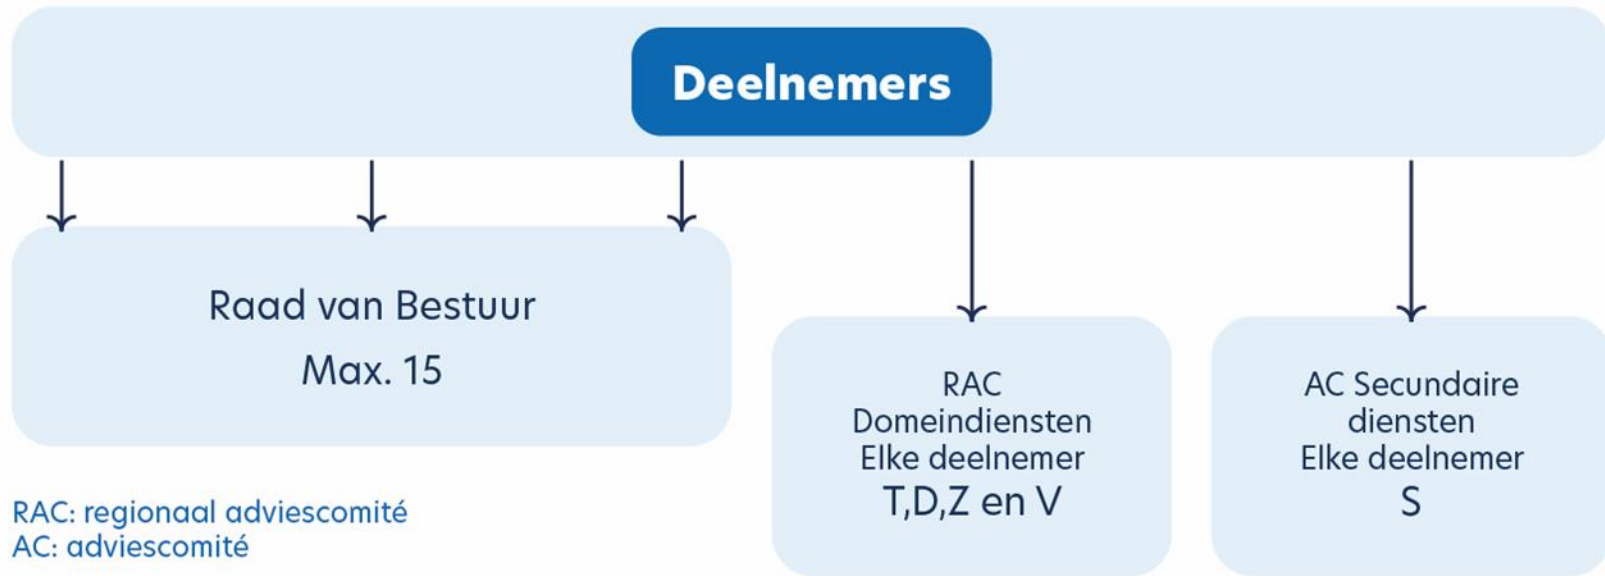 Deelnemers
Raad van Bestuur
Max. 15
RAC
Domeindiensten
Elke deelnemer
T,D,Z en V
AC Secundaire
diensten
Elke deelnemer
S
RAC: regionaal adviescomité
AC: adviescomité